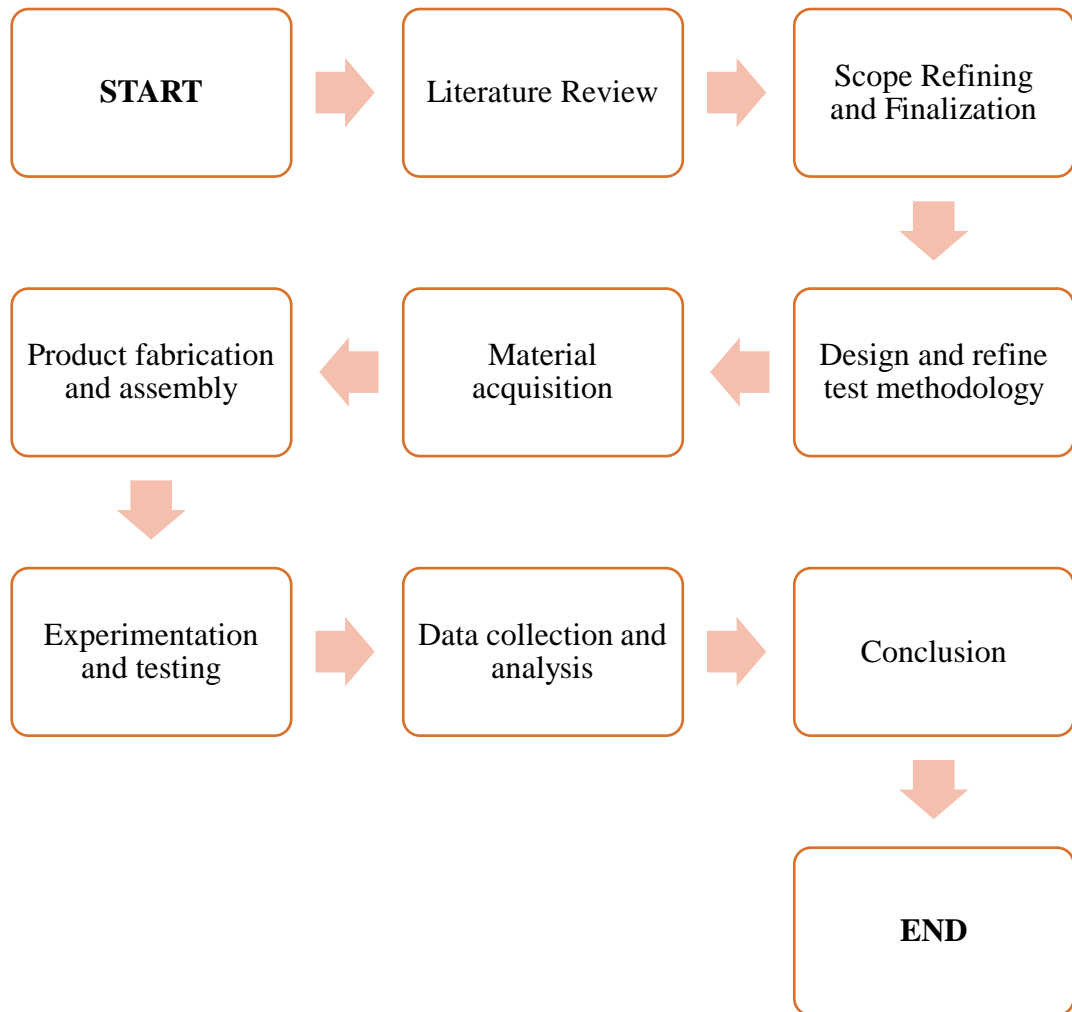 START
Literature Review
Scope Refining
and Finalization
Design and refine
test methodology
Material
acquisition
Product fabrication
and assembly
Experimentation
and testing
Data collection and
analysis
Conclusion
END